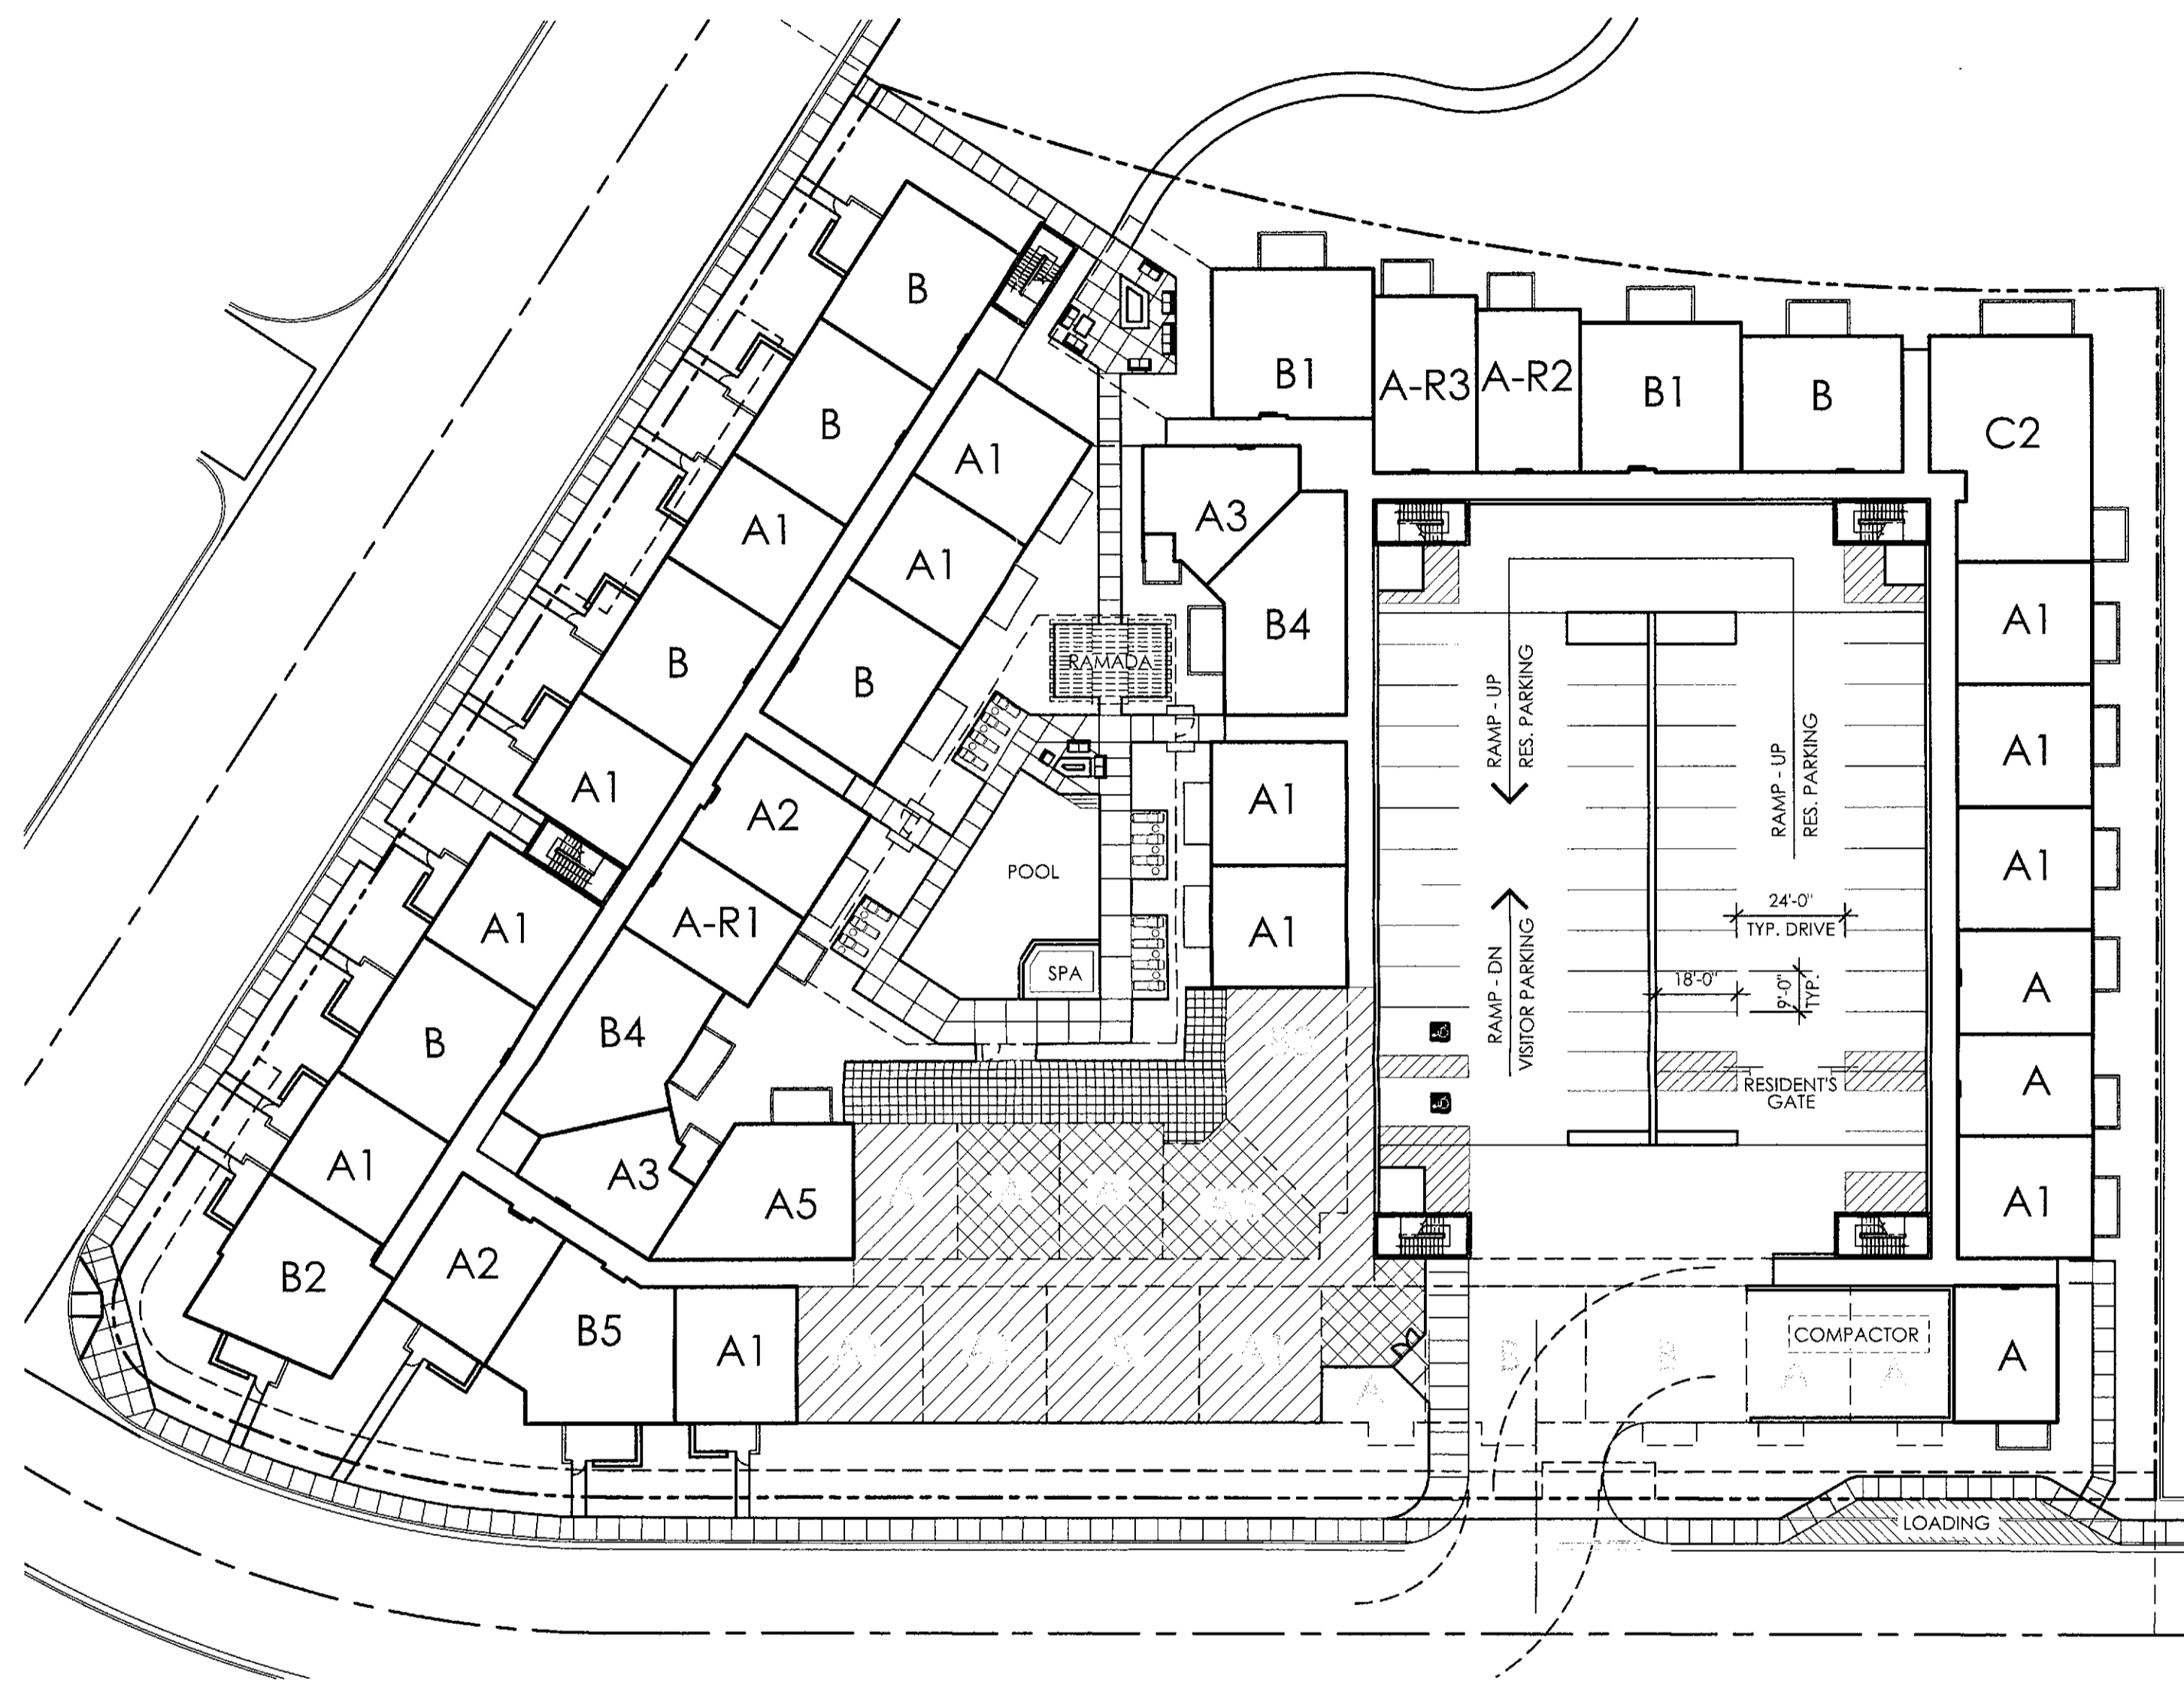 B
B1
A-R3
A-R2
B1
B
C2
B
A1
A3
A1
A1
B
B4
A1
RAMADA
B
RAMP - UP
RES. PARKING
RAMP - UP
RES. PARKING
A1
A1
A2
A1
POOL
A1
A-R1
A1
A1
24'-0"
TYP. DRIVE
RAMP - DN
VISITOR PARKING
SPA
18'-0"
9'-0"
TYP.
A
B4
B
RESIDENT'S
GATE
A
A1
A3
A5
A1
B2
A2
B5
A1
A1
A1
B
B
COMPACTOR
A
A
A
A
LOADING